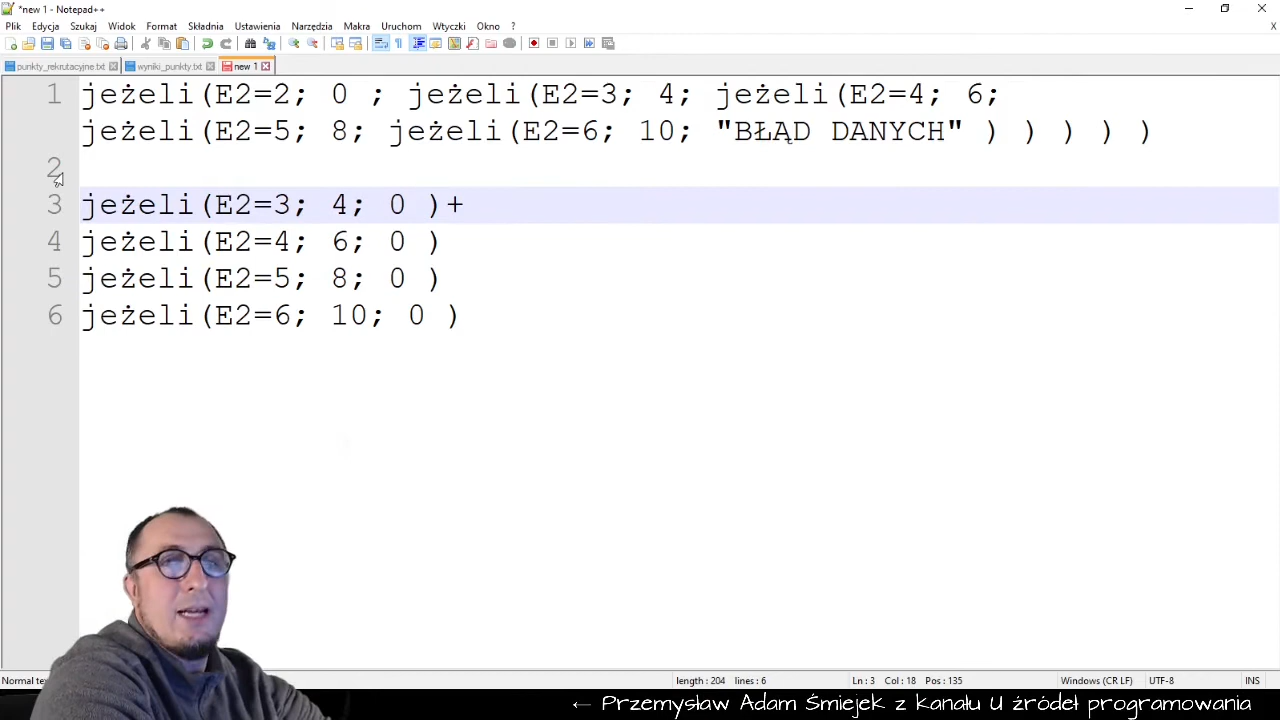 *new 1 - Notepad++
Plik Edycja Szukaj Widok Format Składnia Ustawienia Narzędzia Makra Uruchom Wtyczki Okno ? X
punkty_rekrutacyjne.txt wyniki_punkty.txt new 1
1 jeżeli(E2=2; 0 ; jeżeli(E2=3; 4; jeżeli(E2=4; 6;
jeżeli(E2=5; 8; jeżeli(E2=6; 10; "BŁĄD DANYCH" ) ) ) ) )
2
3 jeżeli(E2=3; 4; 0 )+
4 jeżeli(E2=4; 6; 0 )
5 jeżeli(E2=5; 8; 0 )
6 jeżeli(E2=6; 10; 0 )
Normal te length : 204 lines : 6 Ln : 3 Col : 18 Pos : 135 Windows (CR LF) UTF-8 INS
← Przemysław Adam Śmiejek z kanału U źródeł programowania